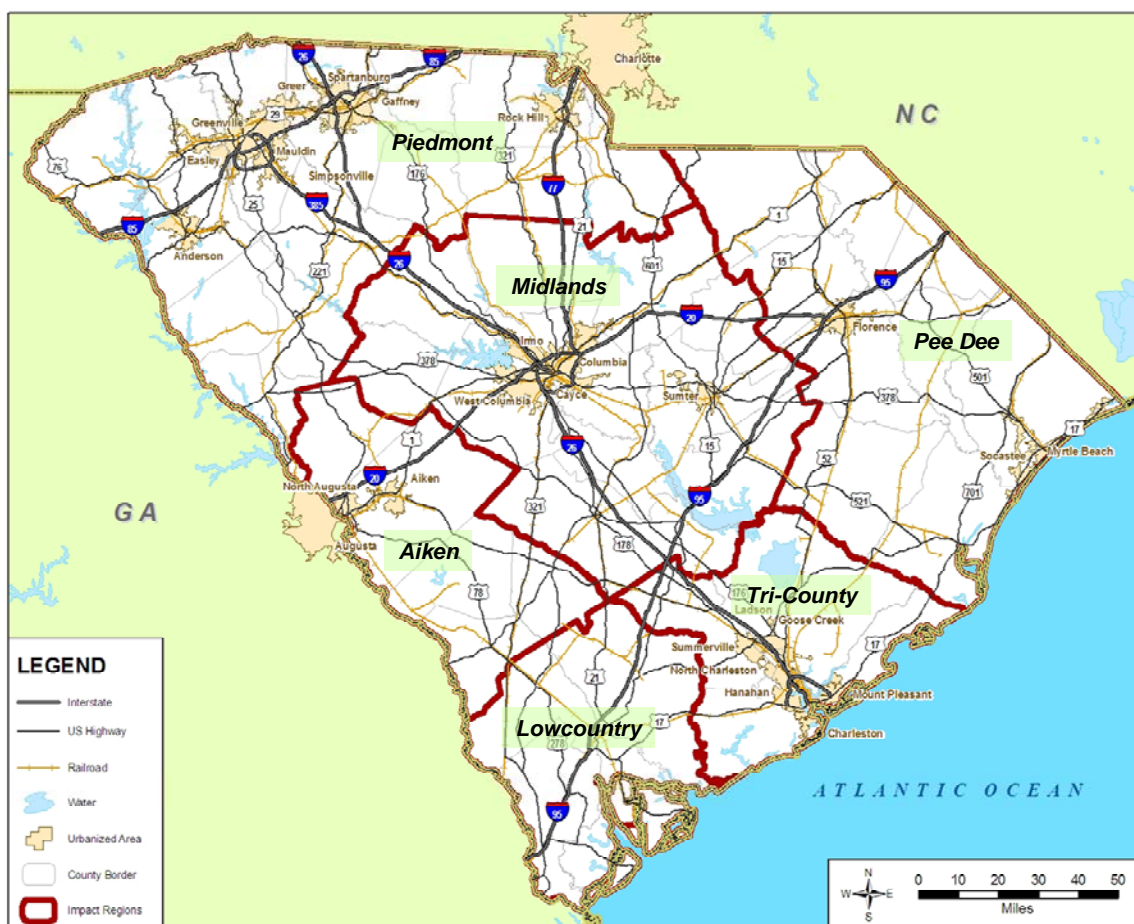 Charlotte
NC
26
85
Spartanburg
Greer
Gaffney
Greenville
29
Rock Hill
Piedmont
321
Easley
Mauldin
76
176
Simpsonville
77
25
385
85
Anderson
21
1
221
26
601
15
Midlands
95
20
Florence
Pee Dee
lmo
Columbia
378
501
West Columbia
Cayce
Sumter
378
17
1
26
15
52
Socastee
Myrtle Beach
20
Aiken
North Augusta
701
GA
321
95
521
Augusta
Aiken
178
78
176
Tri-County
Ladson
Goose Creek
Summerville
17
North Charleston
21
Hanahan
Mount Pleasant
17
Lowcountry
Charleston
278
95
ATLANTIC OCEAN
LEGEND
Interstate
US Highway
Railroad
Water
Urbanized Area
County Border
Impact Regions
N
W
E
S
0 10 20 30 40 50
Miles